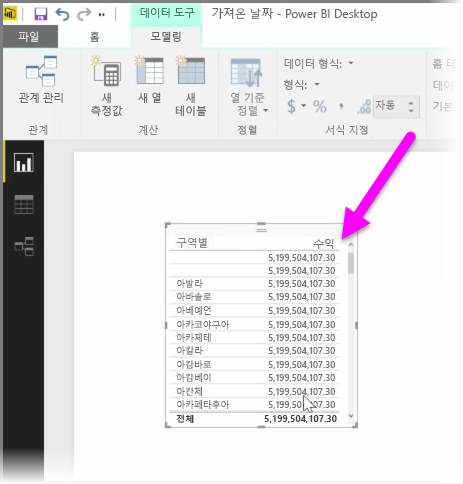 데이터 도구 가져온 날짜 - Power BI Desktop
파일 홈 모델링
관계 관리
새 측정값
새 열
새 테이블
열 기준 정렬
데이터 형식:
형식:
$ % , .00 자동
홈 테
데이
기본
관계 계산 정렬 서식 지정
구역별 수익
5,199,504,107.30
5,199,504,107.30
아발라 5,199,504,107.30
아바솔로 5,199,504,107.30
아베예언 5,199,504,107.30
아카코야구아 5,199,504,107.30
아카제테 5,199,504,107.30
아칼라 5,199,504,107.30
아캄바로 5,199,504,107.30
아캄베이 5,199,504,107.30
아칸체 5,199,504,107.30
아카페타후아 5,199,504,107.30
전체 5,199,504,107.30